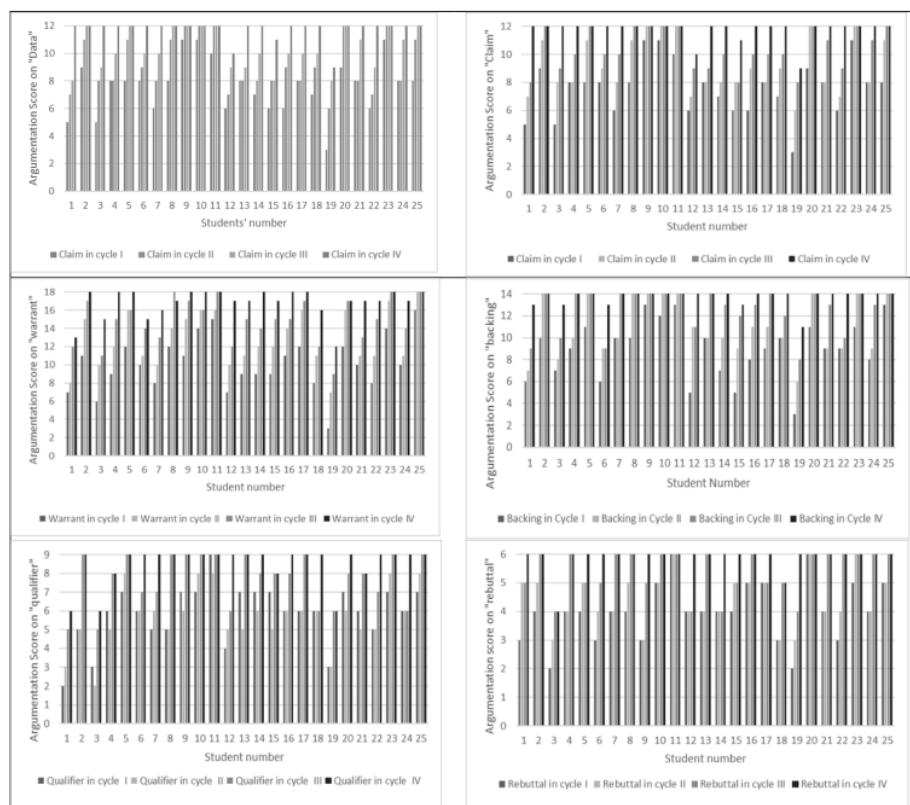 Argumentation Score on "Data"
12
10
8
6
4
2
0
1 2 3 4 5 6 7 8 9 10 11 12 13 14 15 16 17 18 19 20 21 22 23 24 25
Students' number
Claim in cycle I Claim in cycle II Claim in cycle III Claim in cycle IV
Argumentation Score on "Claim"
12
10
8
6
4
2
0
1 2 3 4 5 6 7 8 9 10 11 12 13 14 15 16 17 18 19 20 21 22 23 24 25
Student number
Claim in cycle I Claim in cycle II Claim in cycle III Claim in cycle IV
Argumentation Score on "warrant"
18
16
14
12
10
8
6
4
2
0
1 2 3 4 5 6 7 8 9 10 11 12 13 14 15 16 17 18 19 20 21 22 23 24 25
Student number
Warrant in cycle I Warrant in cycle II Warrant in cycle III Warrant in cycle IV
Argumentation Score on "backing"
14
12
10
8
6
4
2
0
1 2 3 4 5 6 7 8 9 10 11 12 13 14 15 16 17 18 19 20 21 22 23 24 25
Student Number
Backing in Cycle I Backing in Cycle II Backing in Cycle III Backing in Cycle IV
Argumentation Score on "qualifier"
9
8
7
6
5
4
3
2
1
0
1 2 3 4 5 6 7 8 9 10 11 12 13 14 15 16 17 18 19 20 21 22 23 24 25
Student number
Qualifier in cycle I Qualifier in cycle II Qualifier in cycle III Qualifier in cycle IV
Argumentation score on "rebuttal"
6
5
4
3
2
1
0
1 2 3 4 5 6 7 8 9 10 11 12 13 14 15 16 17 18 19 20 21 22 23 24 25
Student number
Rebuttal in cycle I Rebuttal in cycle II Rebuttal in cycle III Rebuttal in cycle IV